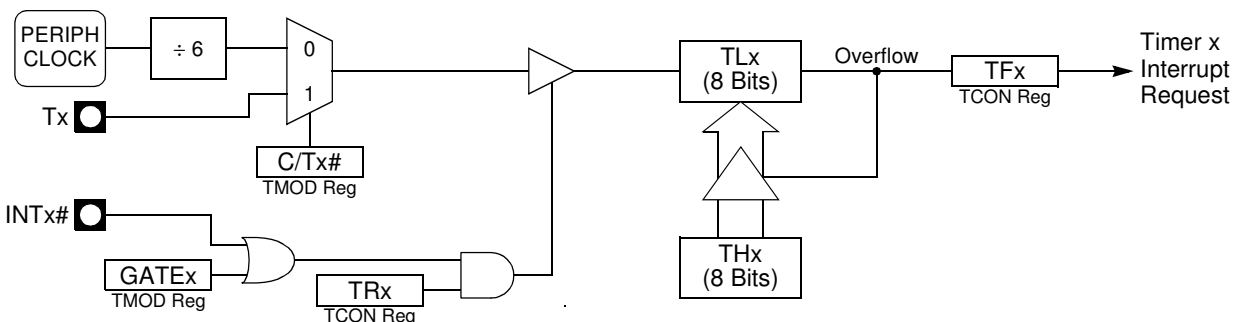 PERIPH
CLOCK
÷ 6
0
1
Tx
C/Tx#
TMOD Reg
INTx#
GATEx
TMOD Reg
TRx
TCON Reg
TLx
(8 Bits)
Overflow
TFx
TCON Reg
Timer x
Interrupt
Request
THx
(8 Bits)